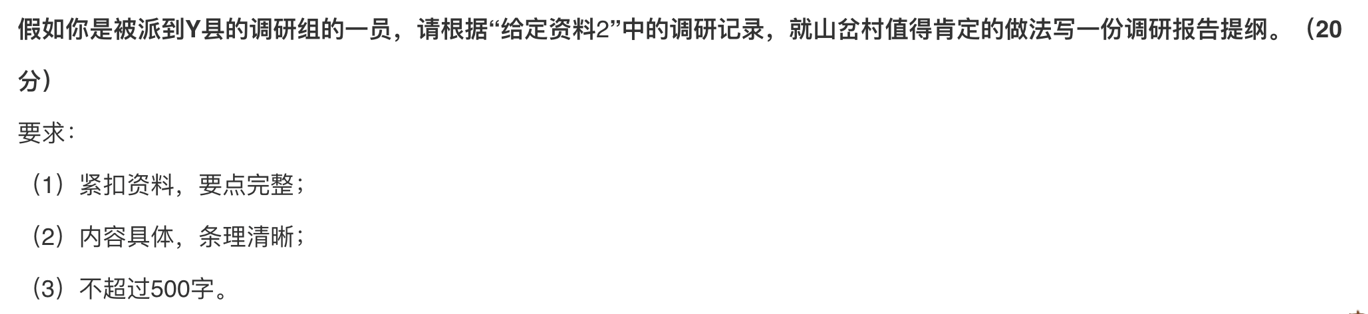 假如你是被派到Y县的调研组的一员，请根据“给定资料2”中的调研记录，就山岔村值得肯定的做法写一份调研报告提纲。（20
分）
要求：
（1）紧扣资料，要点完整；
（2）内容具体，条理清晰；
（3）不超过500字。